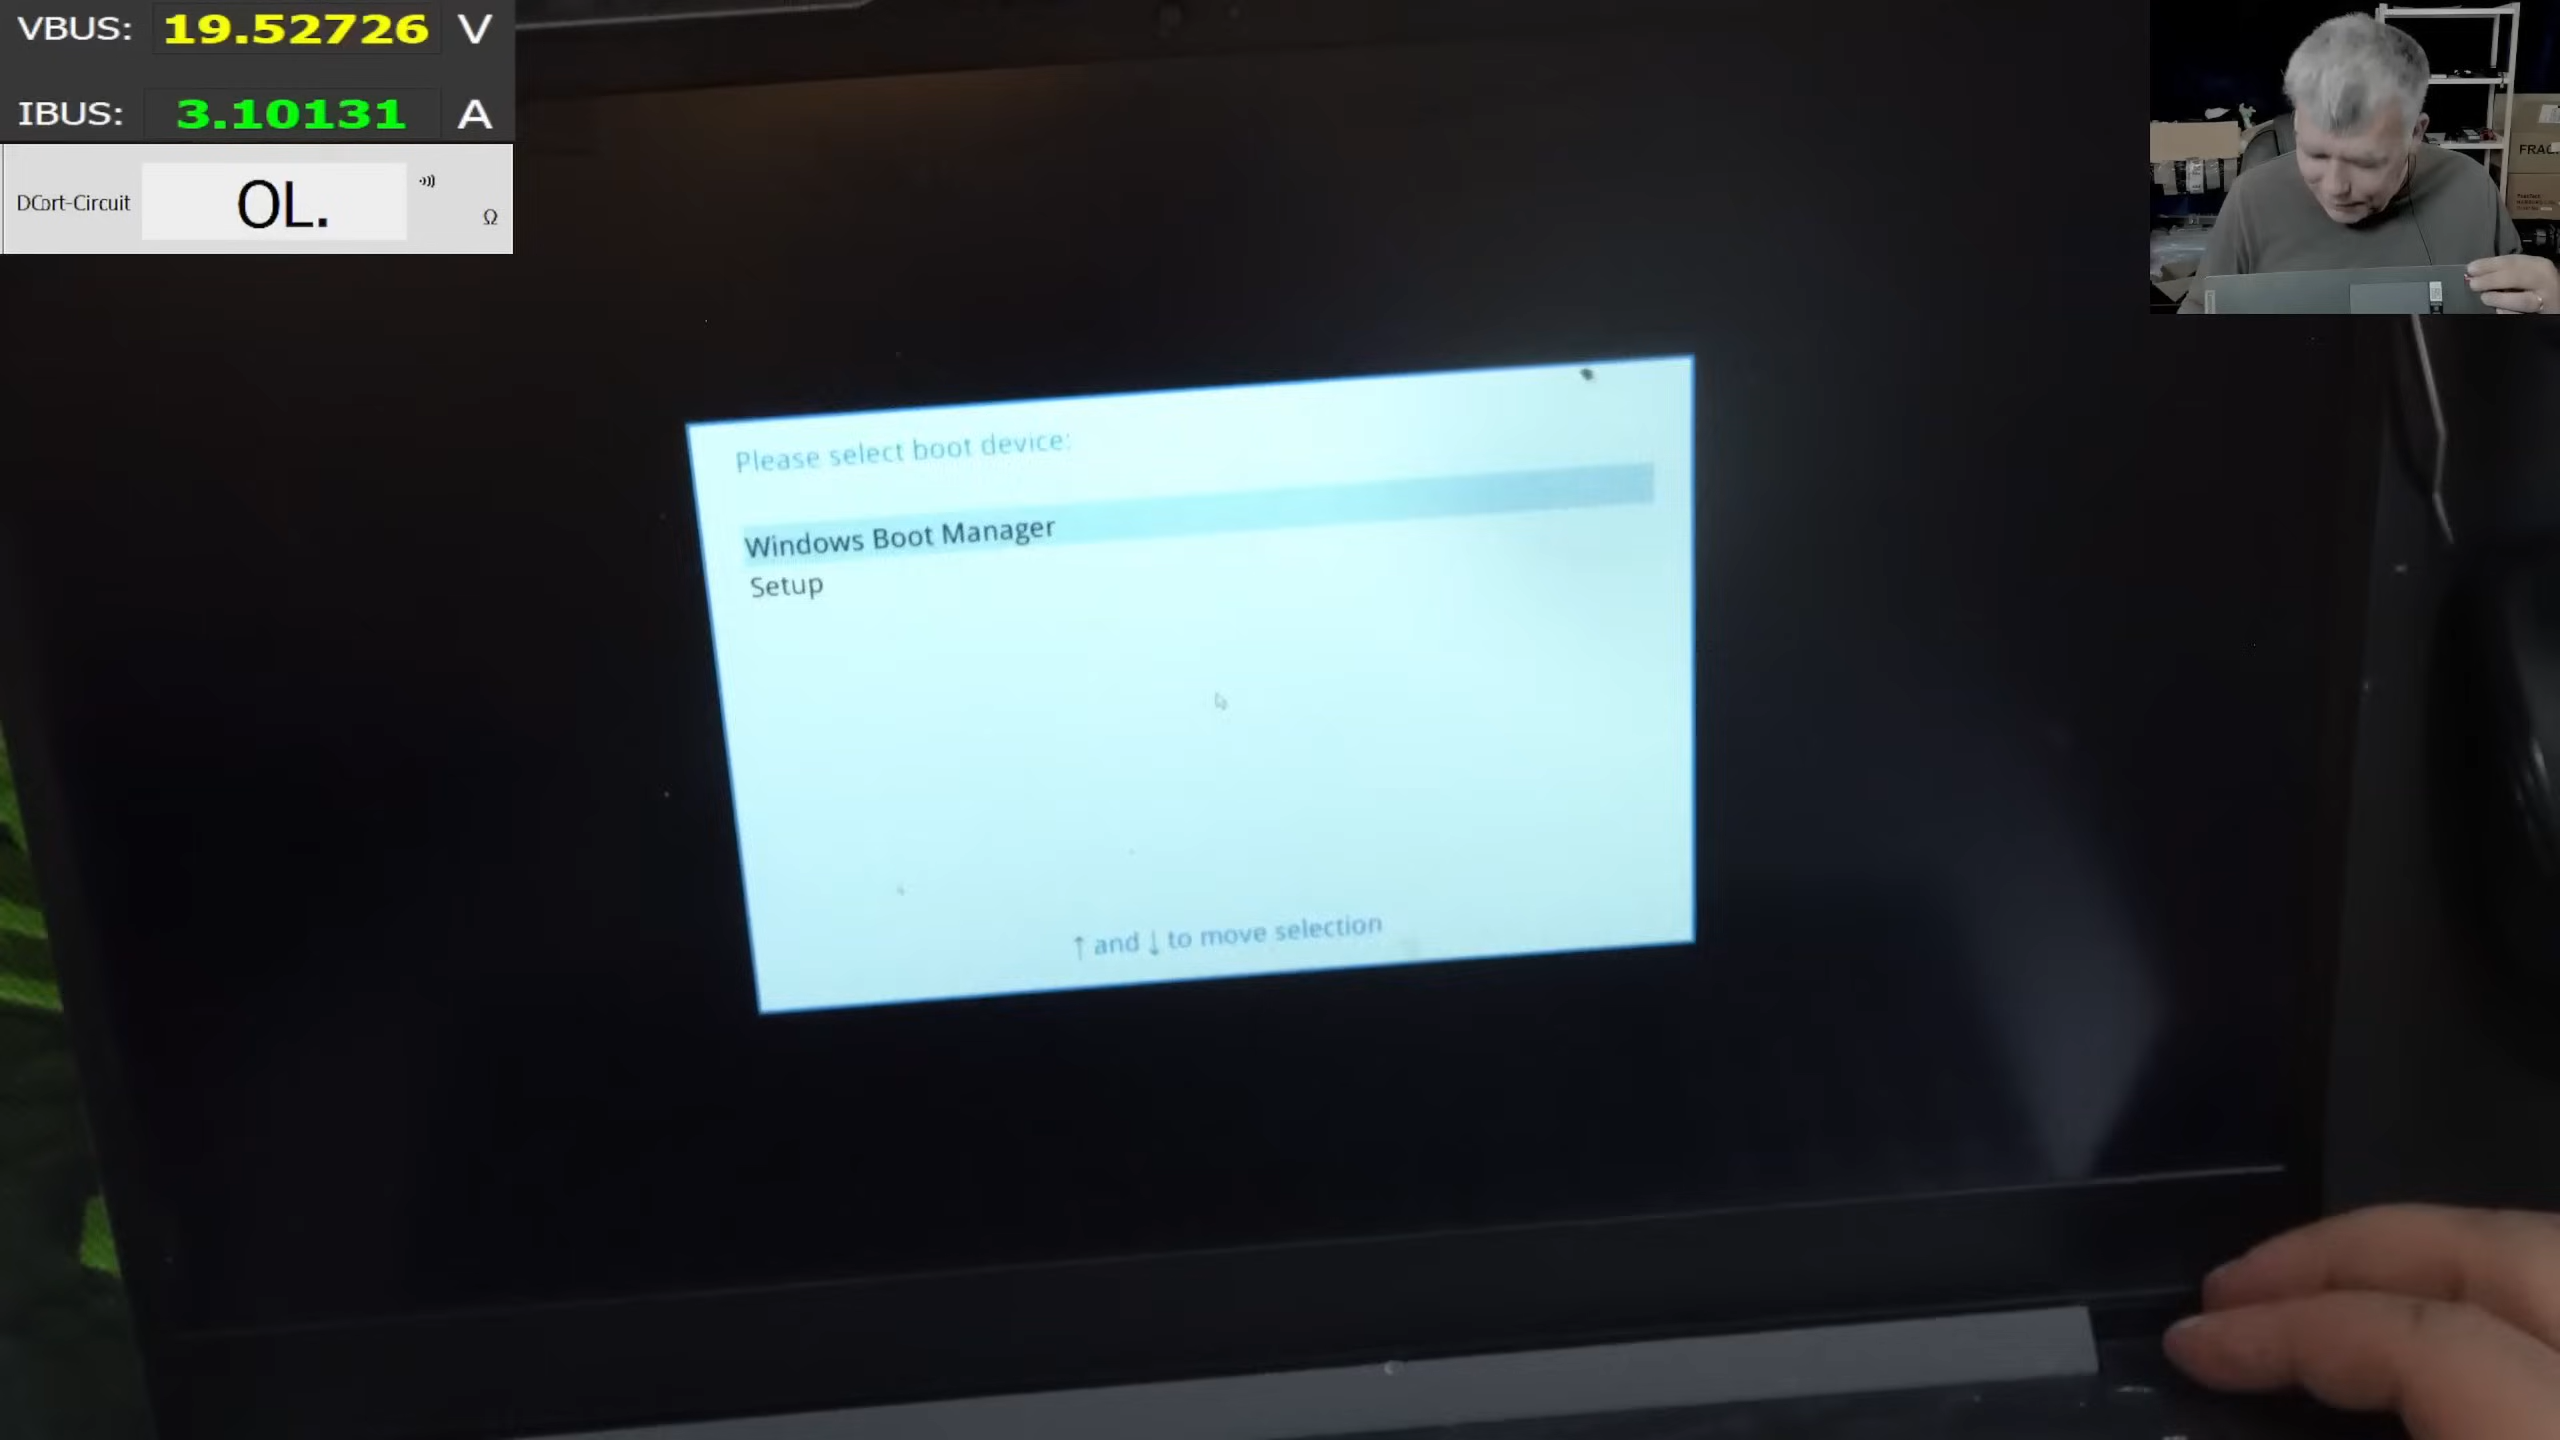 VBUS: 19.52726 V
IBUS: 3.10131 A
DCort-Circuit OL. Ω
FRAG
Please select boot device:
Windows Boot Manager
Setup
↑ and ↓ to move selection